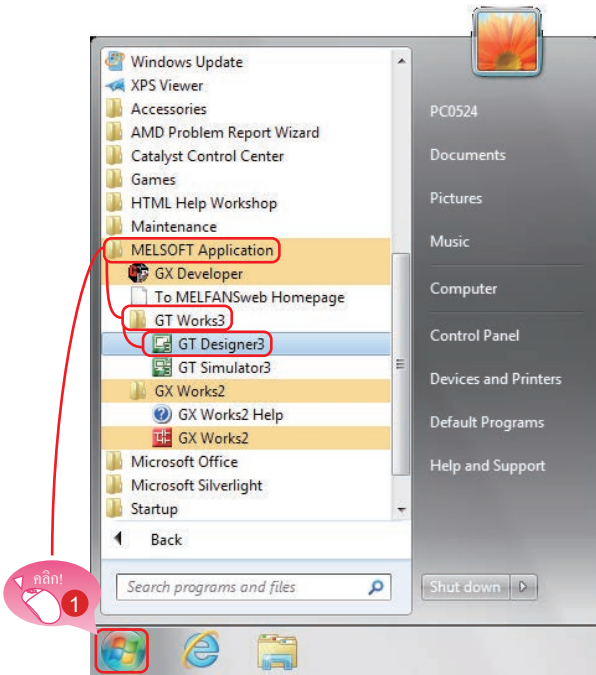 Windows Update
XPS Viewer
Accessories
AMD Problem Report Wizard
Catalyst Control Center
Games
HTML Help Workshop
Maintenance
MELSOFT Application
GX Developer
To MELFANSweb Homepage
GT Works3
GT Designer3
GT Simulator3
GX Works2
GX Works2 Help
GX Works2
Microsoft Office
Microsoft Silverlight
Startup
Back
Search programs and files
PC0524
Documents
Pictures
Music
Computer
Control Panel
Devices and Printers
Default Programs
Help and Support
Shut down
คลิก!
1